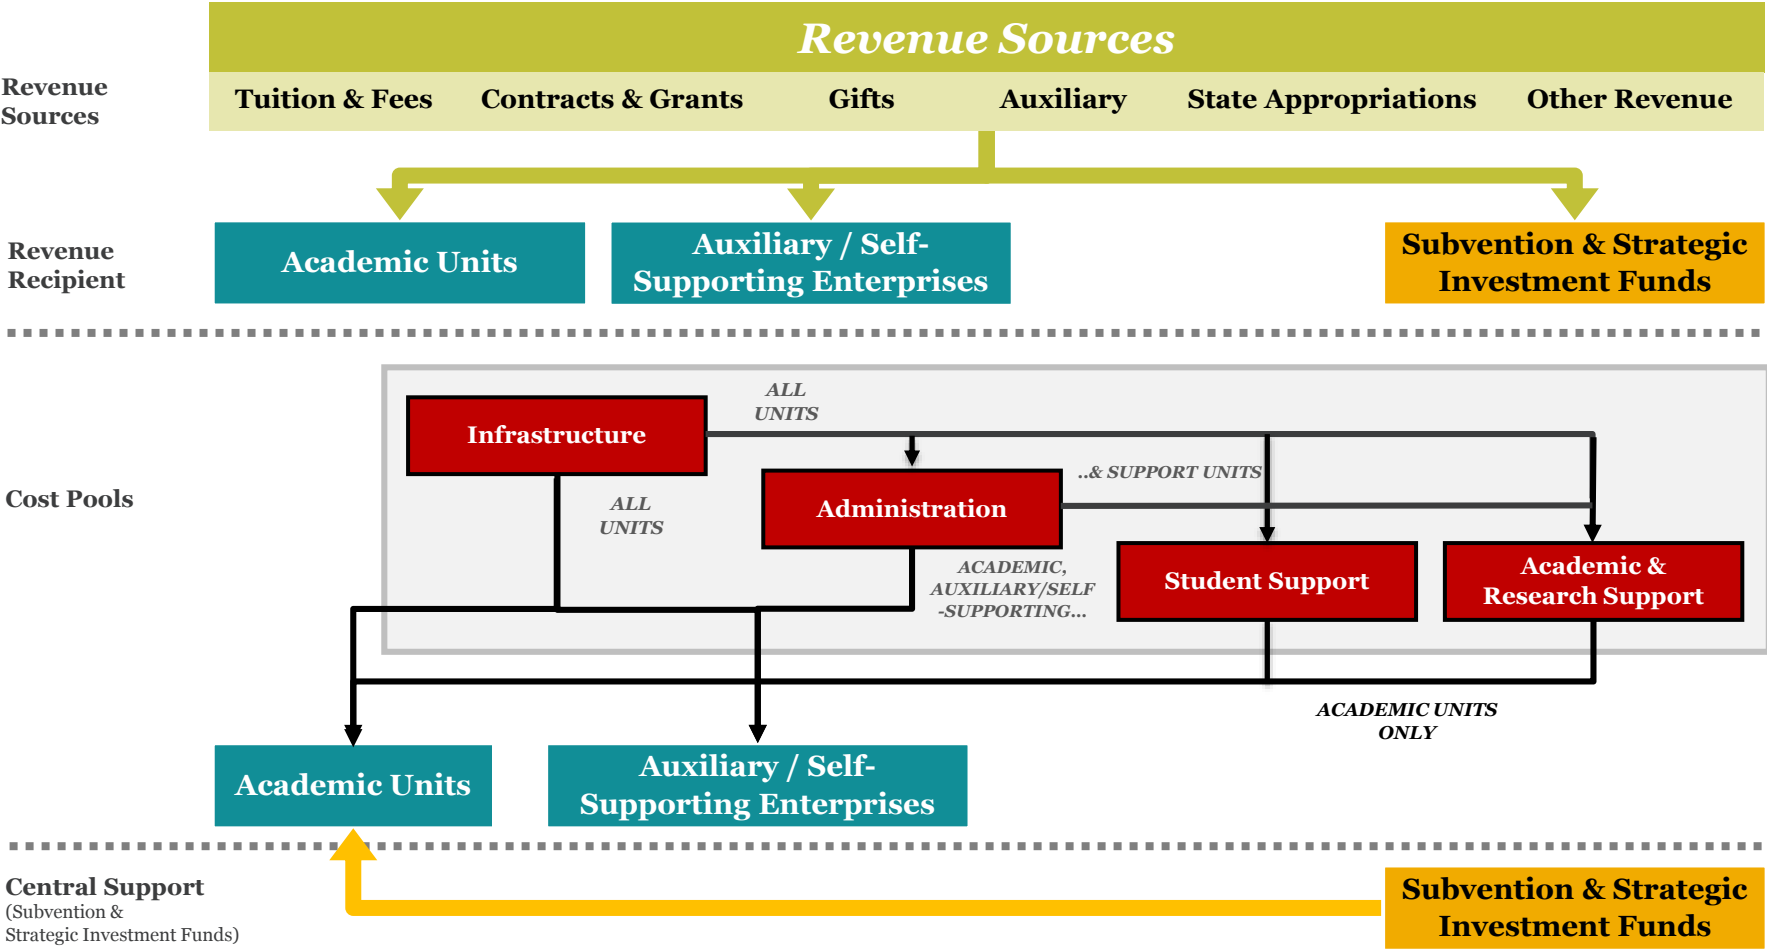 Revenue Sources
Revenue
Sources
Tuition & Fees
Contracts & Grants
Gifts
Auxiliary
State Appropriations
Other Revenue
Revenue
Recipient
Academic Units
Auxiliary / Self-
Supporting Enterprises
Subvention & Strategic
Investment Funds
Cost Pools
Infrastructure
ALL
UNITS
ALL
UNITS
Administration
..& SUPPORT UNITS
ACADEMIC,
AUXILIARY/SELF
-SUPPORTING...
Student Support
Academic &
Research Support
ACADEMIC UNITS
ONLY
Academic Units
Auxiliary / Self-
Supporting Enterprises
Central Support
(Subvention &
Strategic Investment Funds)
Subvention & Strategic
Investment Funds